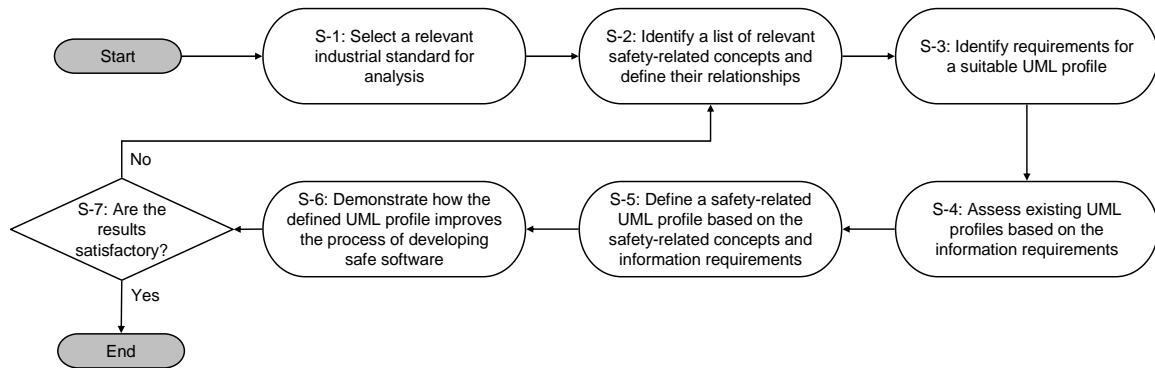 Start
S-1: Select a relevant
industrial standard for
analysis
S-2: Identify a list of relevant
safety-related concepts and
define their relationships
S-3: Identify requirements for
a suitable UML profile
No
S-7: Are the
results
satisfactory?
S-6: Demonstrate how the
defined UML profile improves
the process of developing
safe software
S-5: Define a safety-related
UML profile based on the
safety-related concepts and
information requirements
S-4: Assess existing UML
profiles based on the
information requirements
Yes
End